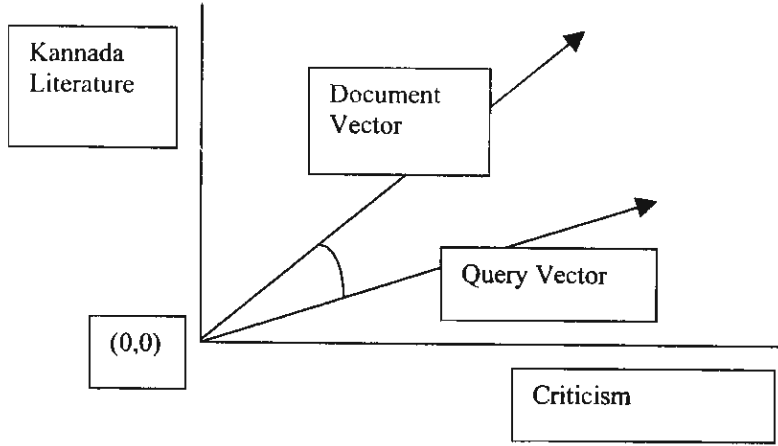 Kannada
Literature
Document
Vector
Query Vector
(0,0)
Criticism